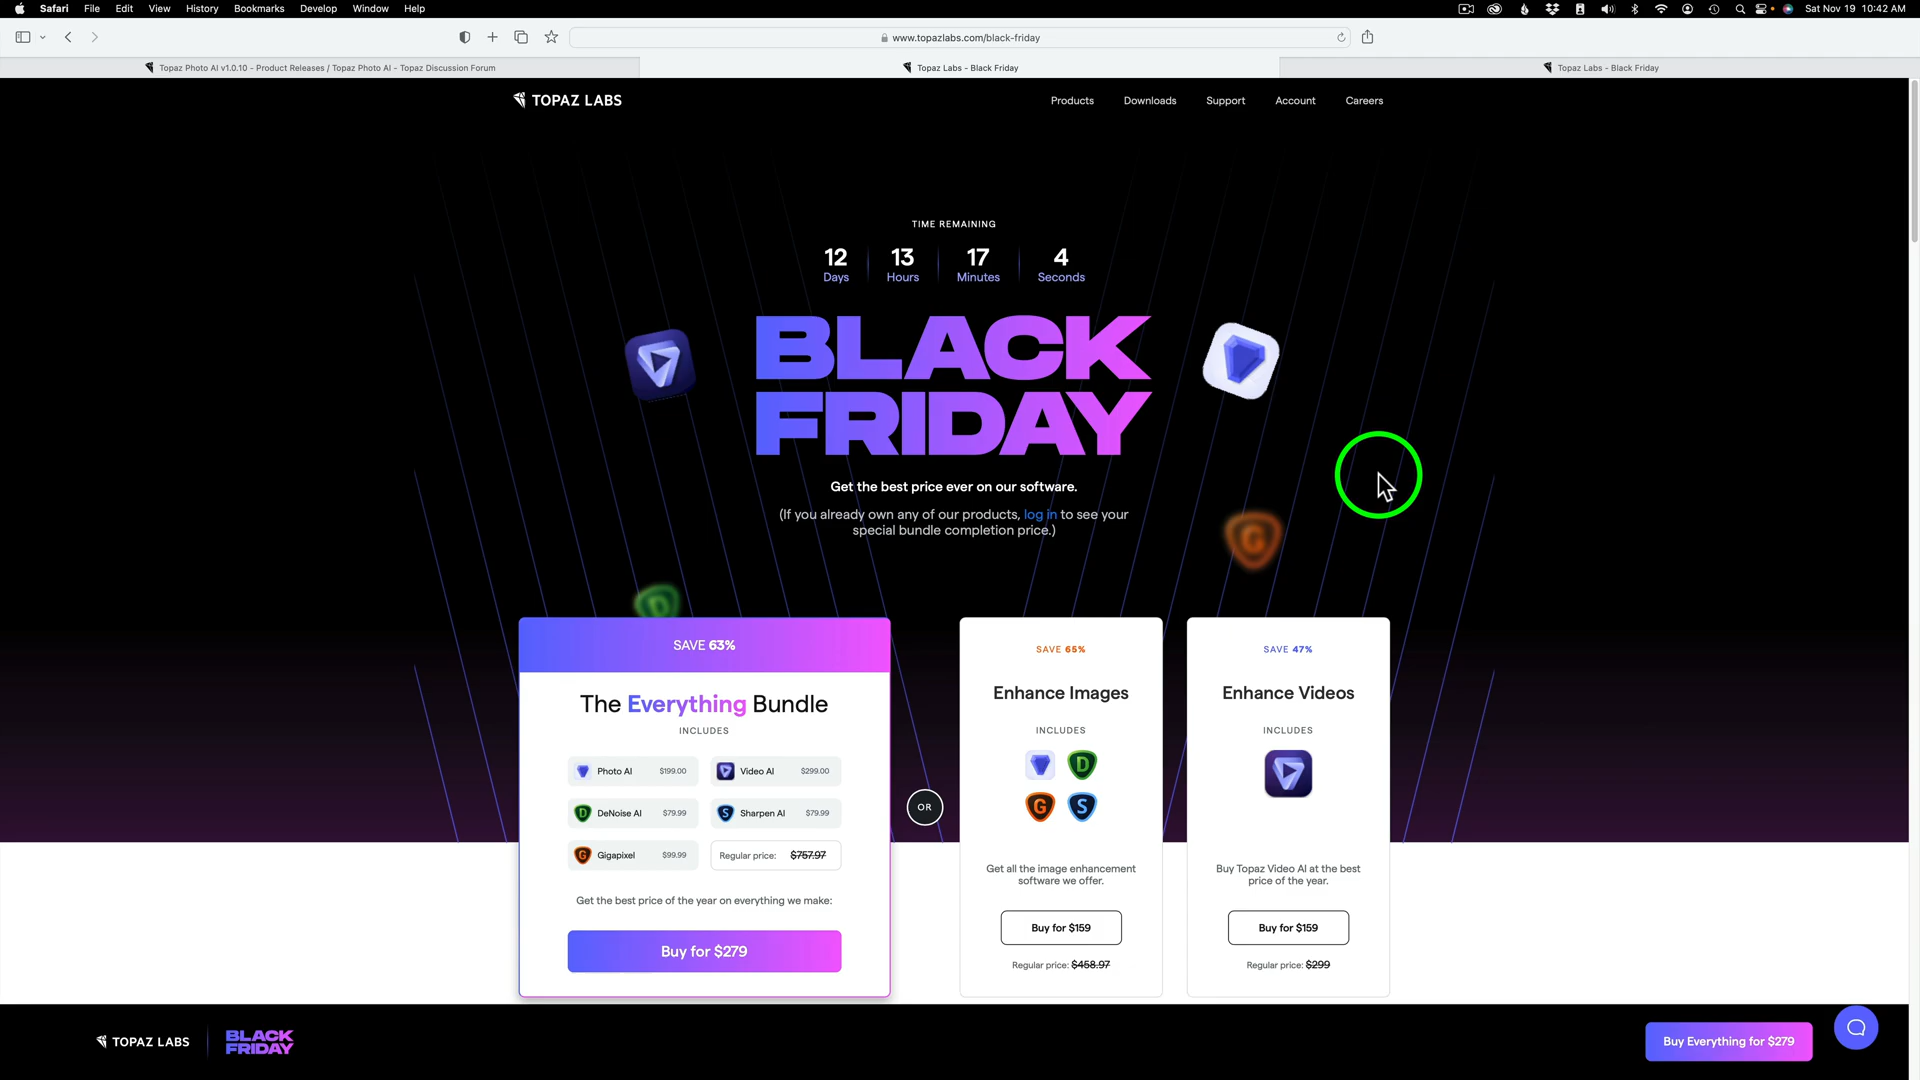 Safari File Edit View History Bookmarks Develop Window Help
Sat Nov 19 10:42 AM
www.topazlabs.com/black-friday
Topaz Photo AI v1.0.10 - Product Releases / Topaz Photo AI - Topaz Discussion Forum
Topaz Labs - Black Friday
Topaz Labs - Black Friday
TOPAZ LABS
Products Downloads Support Account Careers
TIME REMAINING
12 13 17 4
Days Hours Minutes Seconds
BLACK
FRIDAY
Get the best price ever on our software.
(If you already own any of our products, log in to see your
special bundle completion price.)
G
D
SAVE 63%
The Everything Bundle
INCLUDES
Photo AI $199.00
Video AI $299.00
D DeNoise AI $79.99
S Sharpen AI $79.99
G Gigapixel $99.99
Regular price: $757.97
Get the best price of the year on everything we make:
Buy for $279
OR
SAVE 65%
Enhance Images
INCLUDES
D
G S
Get all the image enhancement
software we offer.
Buy for $159
Regular price: $458.97
SAVE 47%
Enhance Videos
INCLUDES
Buy Topaz Video AI at the best
price of the year.
Buy for $159
Regular price: $299
TOPAZ LABS
BLACK
FRIDAY
Buy Everything for $279